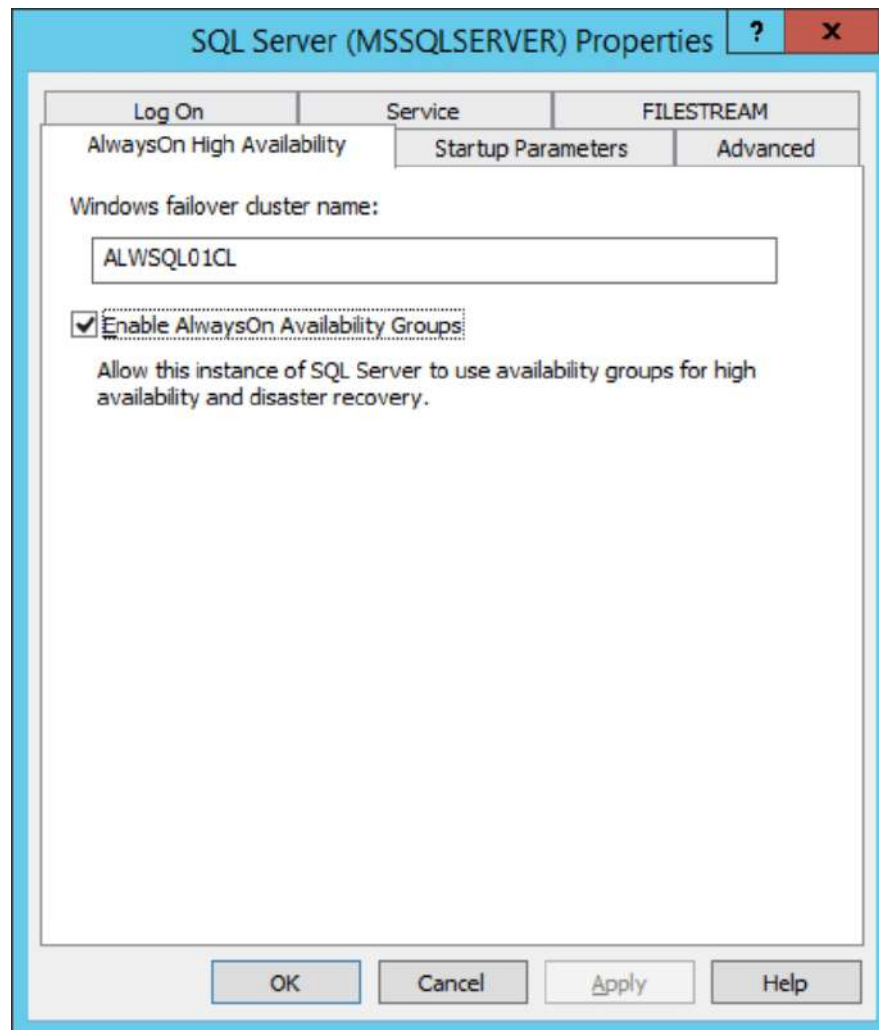 SQL Server (MSSQLSERVER) Properties
?
x
Log On
Service
FILESTREAM
AlwaysOn High Availability
Startup Parameters
Advanced
Windows failover cluster name:
ALWSQL01CL
Enable AlwaysOn Availability Groups
Allow this instance of SQL Server to use availability groups for high
availability and disaster recovery.
OK
Cancel
Apply
Help